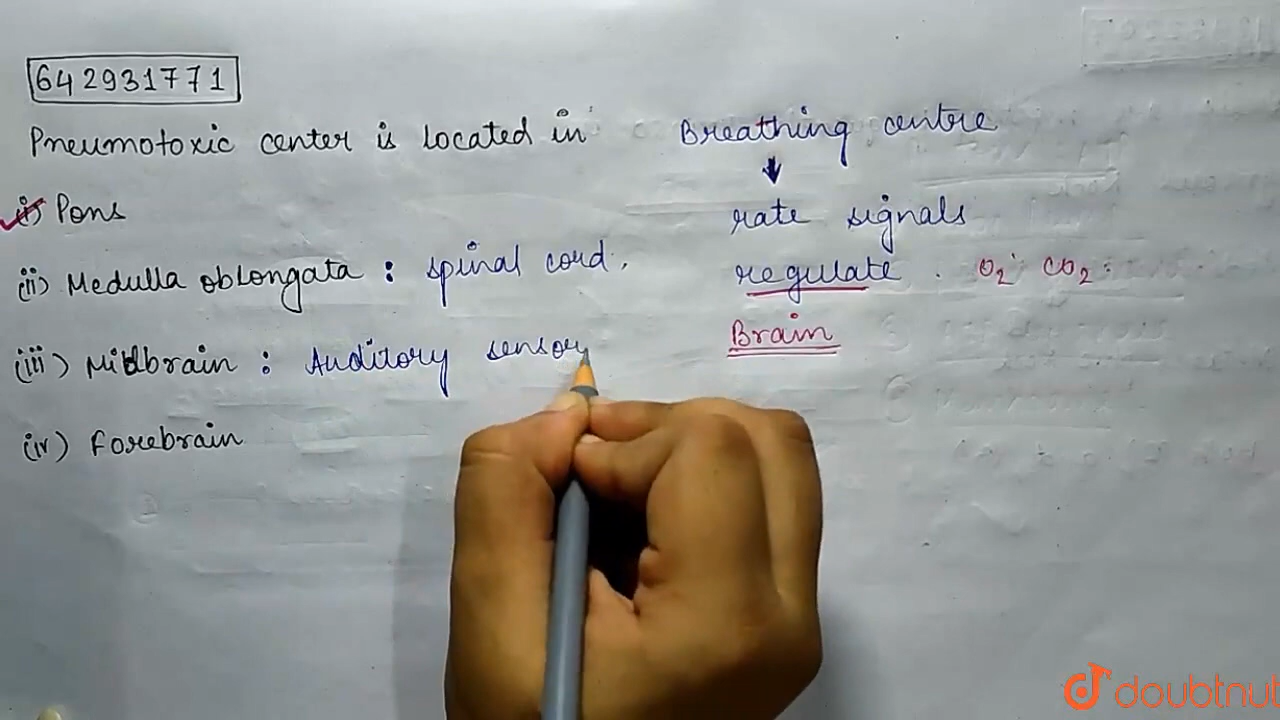 642931771
Pneumotoxic center is located in
(i) Pons
(ii) Medulla oblongata : spinal cord.
(iii) Midbrain : Auditory sensory
(iv) Forebrain
Breathing centre
rate signals
regulate . O₂ CO₂
Brain
doubtnut